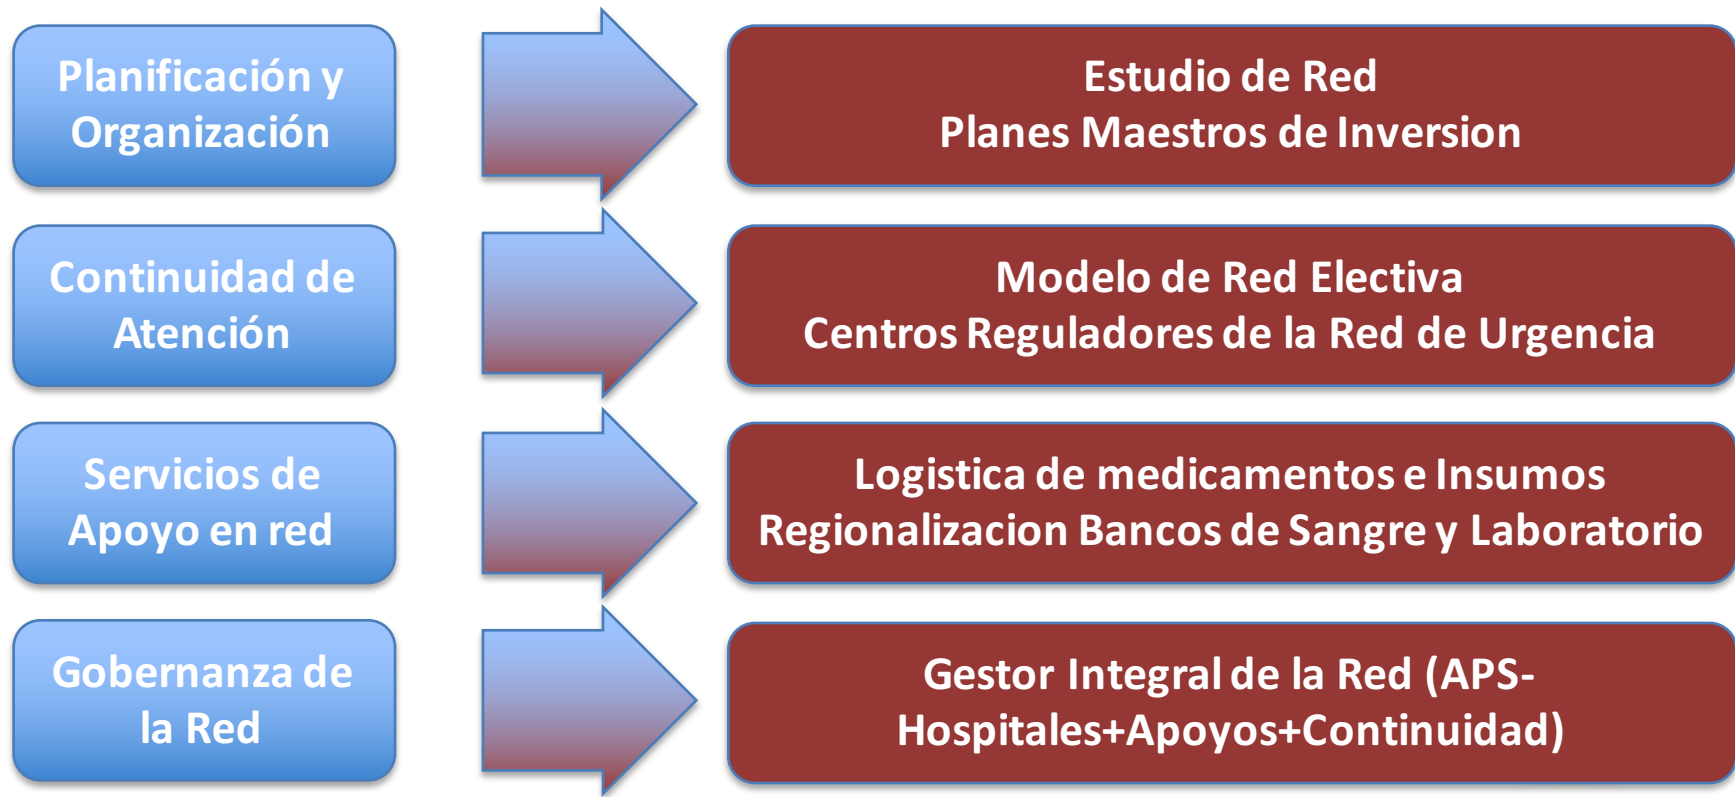 Planificación y
Organización
Estudio de Red
Planes Maestros de Inversion
Continuidad de
Atención
Modelo de Red Electiva
Centros Reguladores de la Red de Urgencia
Servicios de
Apoyo en red
Logistica de medicamentos e Insumos
Regionalizacion Bancos de Sangre y Laboratorio
Gobernanza de
la Red
Gestor Integral de la Red (APS-
Hospitales+Apoyos+Continuidad)